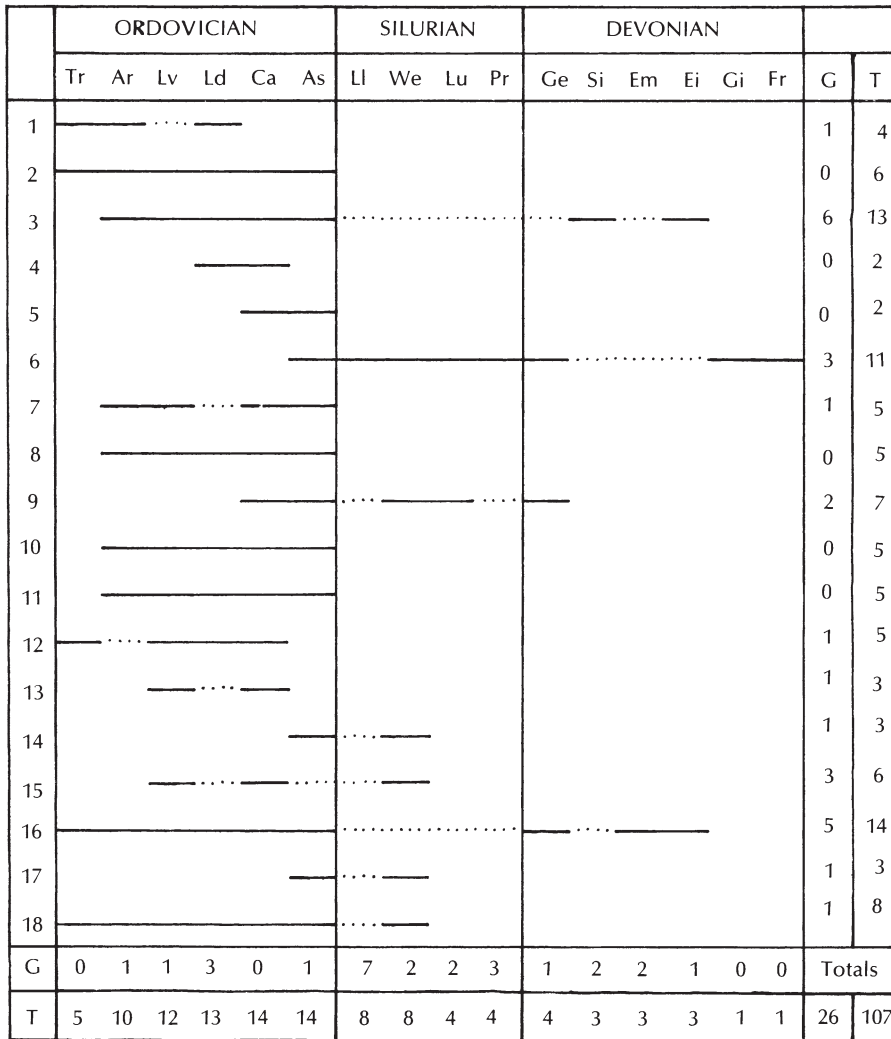 ORDOVICIAN SILURIAN DEVONIAN
Tr Ar Lv Ld Ca As Ll We Lu Pr Ge Si Em Ei Gi Fr G T
1 1 4
2 0 6
3 6 13
4 0 2
5 0 2
6 3 11
7 1 5
8 0 5
9 2 7
10 0 5
11 0 5
12 1 5
13 1 3
14 1 3
15 3 6
16 5 14
17 1 3
18 1 8
G 0 1 1 3 0 1 7 2 2 3 1 2 2 1 0 0 Totals
T 5 10 12 13 14 14 8 8 4 4 4 3 3 3 1 1 26 107